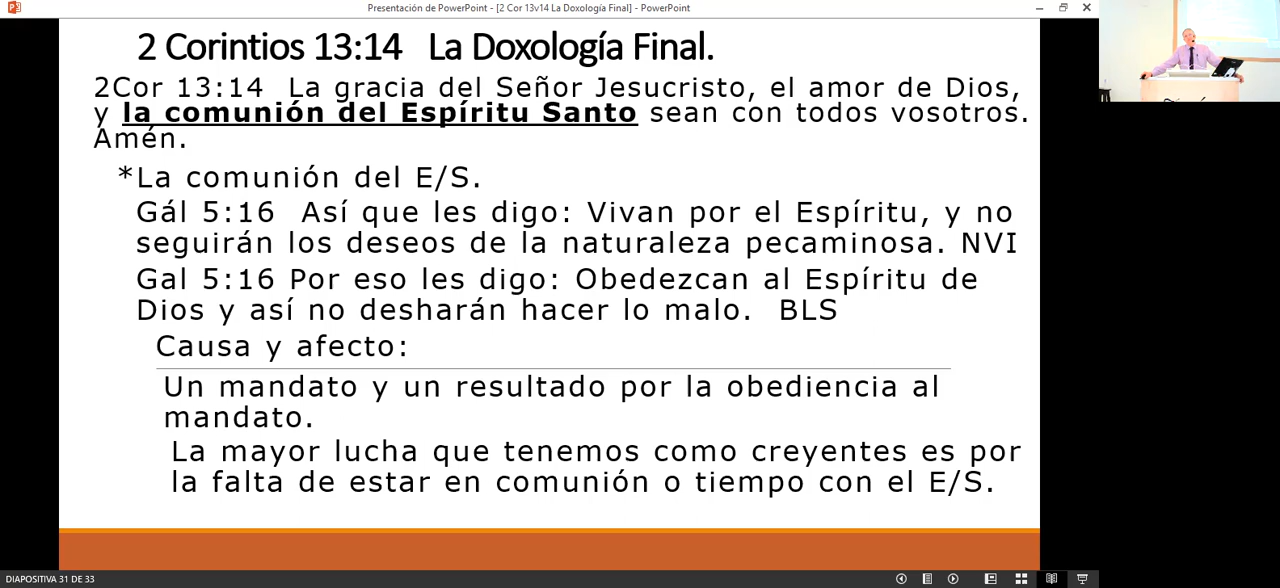 Presentación de PowerPoint - [2 Cor 13v14 La Doxología Final] - PowerPoint
2 Corintios 13:14 La Doxología Final.
2Cor 13:14 La gracia del Señor Jesucristo, el amor de Dios,
y la comunión del Espíritu Santo sean con todos vosotros.
Amén.
*La comunión del E/S.
Gál 5:16 Así que les digo: Vivan por el Espíritu, y no
seguirán los deseos de la naturaleza pecaminosa. NVI
Gal 5:16 Por eso les digo: Obedezcan al Espíritu de
Dios y así no desharán hacer lo malo. BLS
Causa y afecto:
Un mandato y un resultado por la obediencia al
mandato.
La mayor lucha que tenemos como creyentes es por
la falta de estar en comunión o tiempo con el E/S.
DIAPOSITIVA 31 DE 33